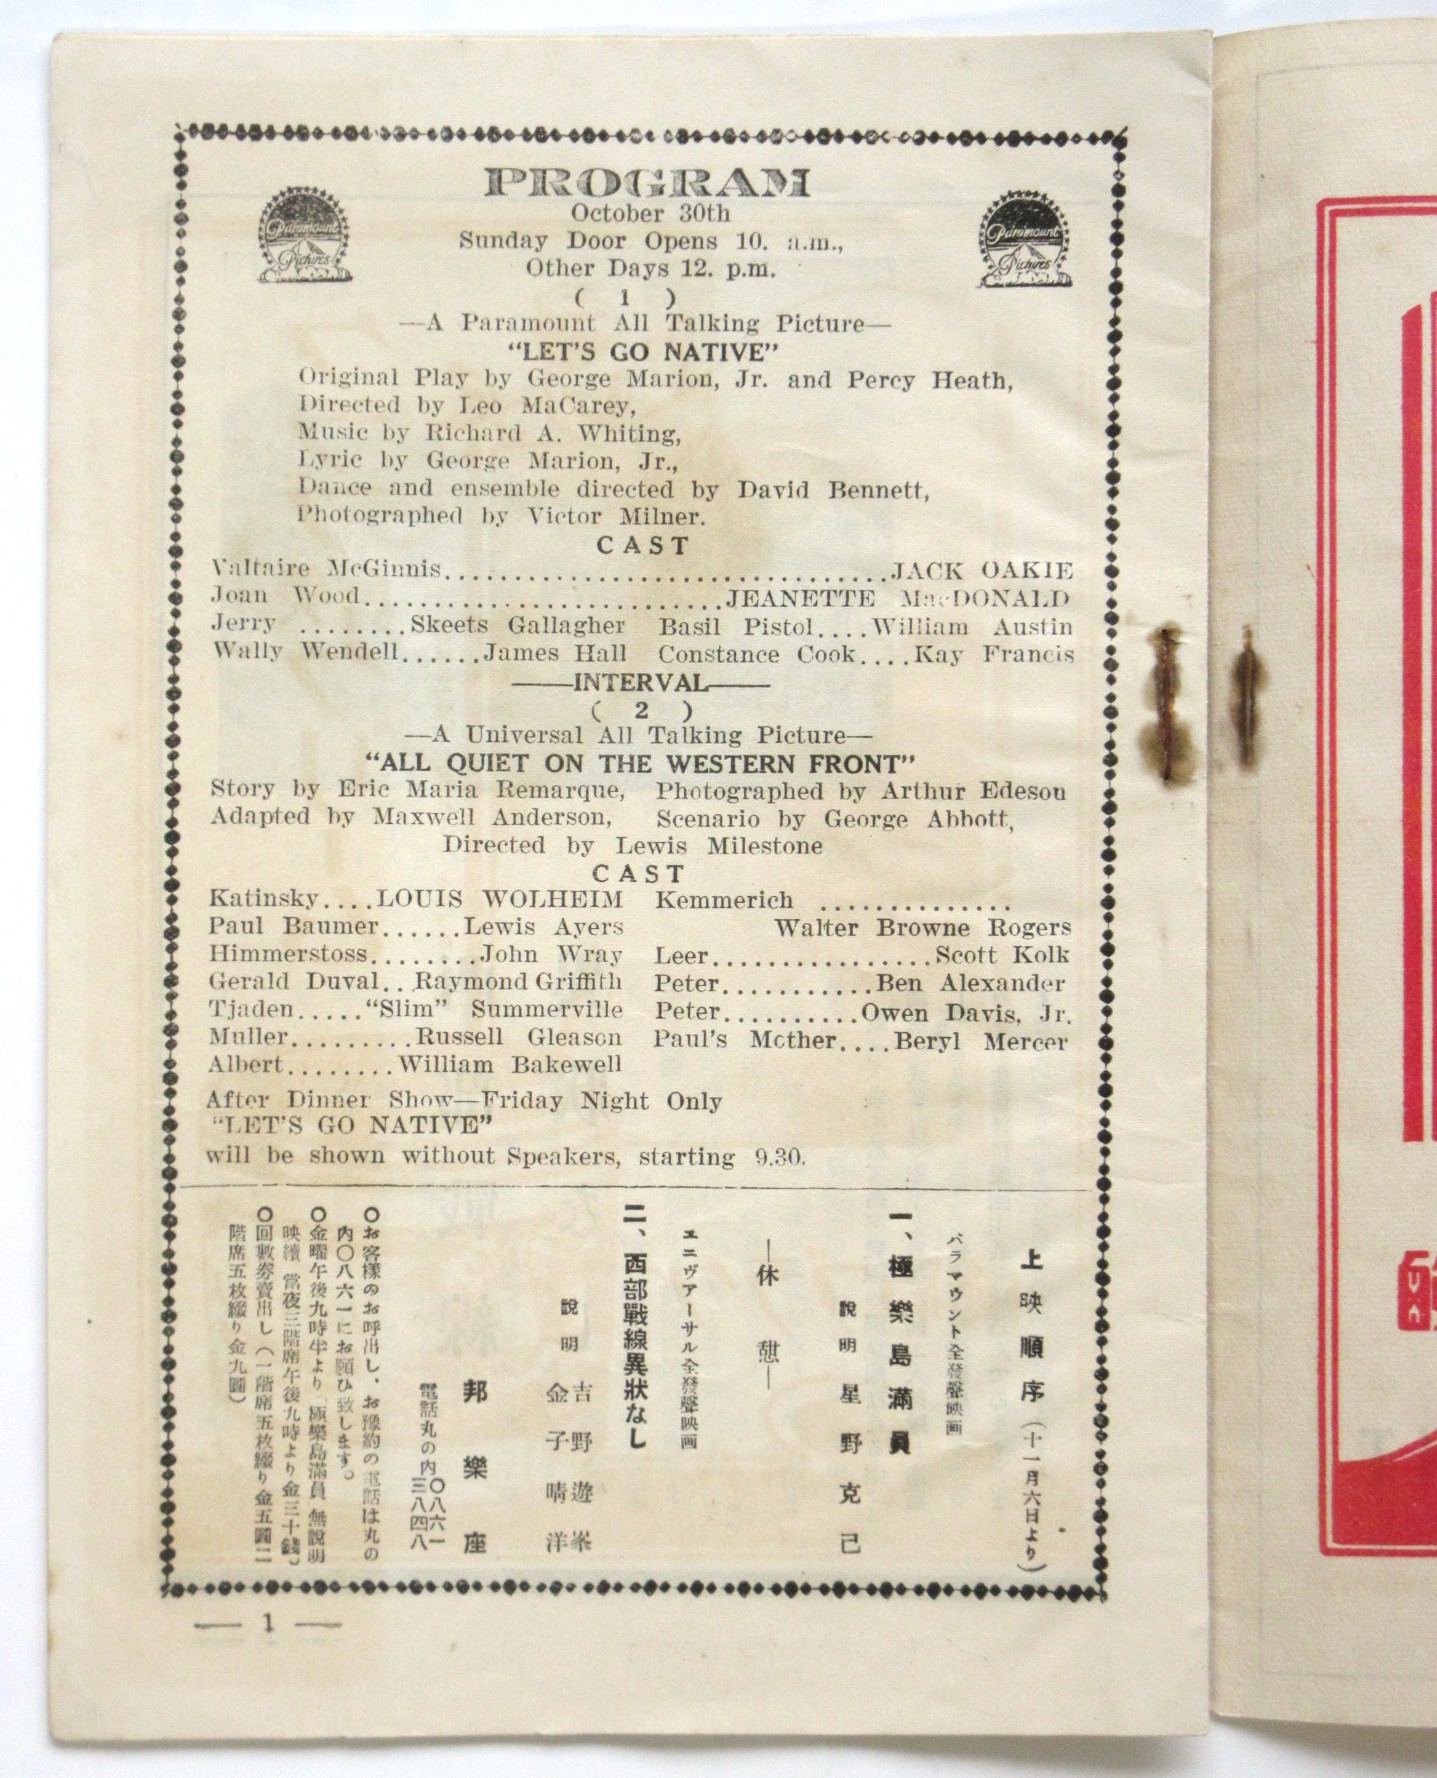 PROGRAM
October 30th
Sunday Door Opens 10. a.m.,
Other Days 12. p.m.
Paramount
Pictures
Paramount
Pictures
( 1 )
—A Paramount All Talking Picture—
“LET'S GO NATIVE”
Original Play by George Marion, Jr. and Percy Heath,
Directed by Leo MaCarey,
Music by Richard A. Whiting,
Lyric by George Marion, Jr.,
Dance and ensemble directed by David Bennett,
Photographed by Victor Milner.
CAST
Valtaire McGinnis................................JACK OAKIE
Joan Wood..........................JEANETTE MacDONALD
Jerry ........Skeets Gallagher Basil Pistol....William Austin
Wally Wendell......James Hall Constance Cook....Kay Francis
——INTERVAL——
( 2 )
—A Universal All Talking Picture—
“ALL QUIET ON THE WESTERN FRONT”
Story by Eric Maria Remarque, Photographed by Arthur Edeson
Adapted by Maxwell Anderson, Scenario by George Abbott,
Directed by Lewis Milestone
CAST
Katinsky....LOUIS WOLHEIM Kemmerich ..............
Paul Baumer......Lewis Ayers Walter Browne Rogers
Himmerstoss........John Wray Leer................Scott Kolk
Gerald Duval...Raymond Griffith Peter...........Ben Alexander
Tjaden.....“Slim” Summerville Peter..........Owen Davis, Jr.
Muller.........Russell Gleason Paul's Mother....Beryl Mercer
Albert........William Bakewell
After Dinner Show—Friday Night Only
“LET'S GO NATIVE”
will be shown without Speakers, starting 9.30.
上映順序（十一月六日より）
パラマウント全發聲映画
一、極樂島滿員
說明 星野克己
―休 憩―
ユニヴァーサル全發聲映画
二、西部戰線異狀なし
說明 吉野遊峯
金子晴洋
邦樂座
電話丸の内〇八六一
三八四八
〇お客樣のお呼出し、お豫約の電話は丸の
内〇八六一にお願ひ致します。
〇金曜午後九時半より「極樂島滿員 無說明
映續 當夜三階席午後九時より金三十錢)
〇回數券賣出し（一階席五枚綴り金五圓二
階席五枚綴り金九圓）
— 1 —